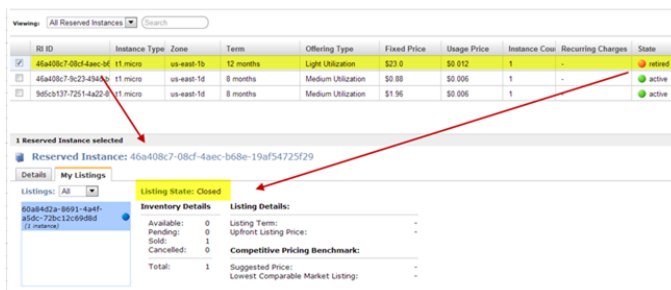 Viewing: All Reserved Instances Search
RI ID Instance Type Zone Term Offering Type Fixed Price Usage Price Instance Cou Recurring Charges State
46a408c7-08cf-4aec-b6 t1.micro us-east-1b 12 months Light Utilization $23.0 $0.012 1 - retired
46a408c7-9c23-494d-b t1.micro us-east-1d 8 months Medium Utilization $0.88 $0.006 1 - active
9d5cb137-7251-4a22-8 t1.micro us-east-1d 8 months Medium Utilization $1.96 $0.006 1 - active
1 Reserved Instance selected
Reserved Instance: 46a408c7-08cf-4aec-b68e-19af54725f29
Details My Listings
Listings: All Listing State: Closed
60a84d2a-8691-4a4f-
a5dc-72bc12c69d8d
(1 instance)
Inventory Details Listing Details:
Available: 0 Listing Term: -
Pending: 0 Upfront Listing Price: -
Sold: 1
Cancelled: 0 Competitive Pricing Benchmark:
Total: 1 Suggested Price: -
Lowest Comparable Market Listing: -